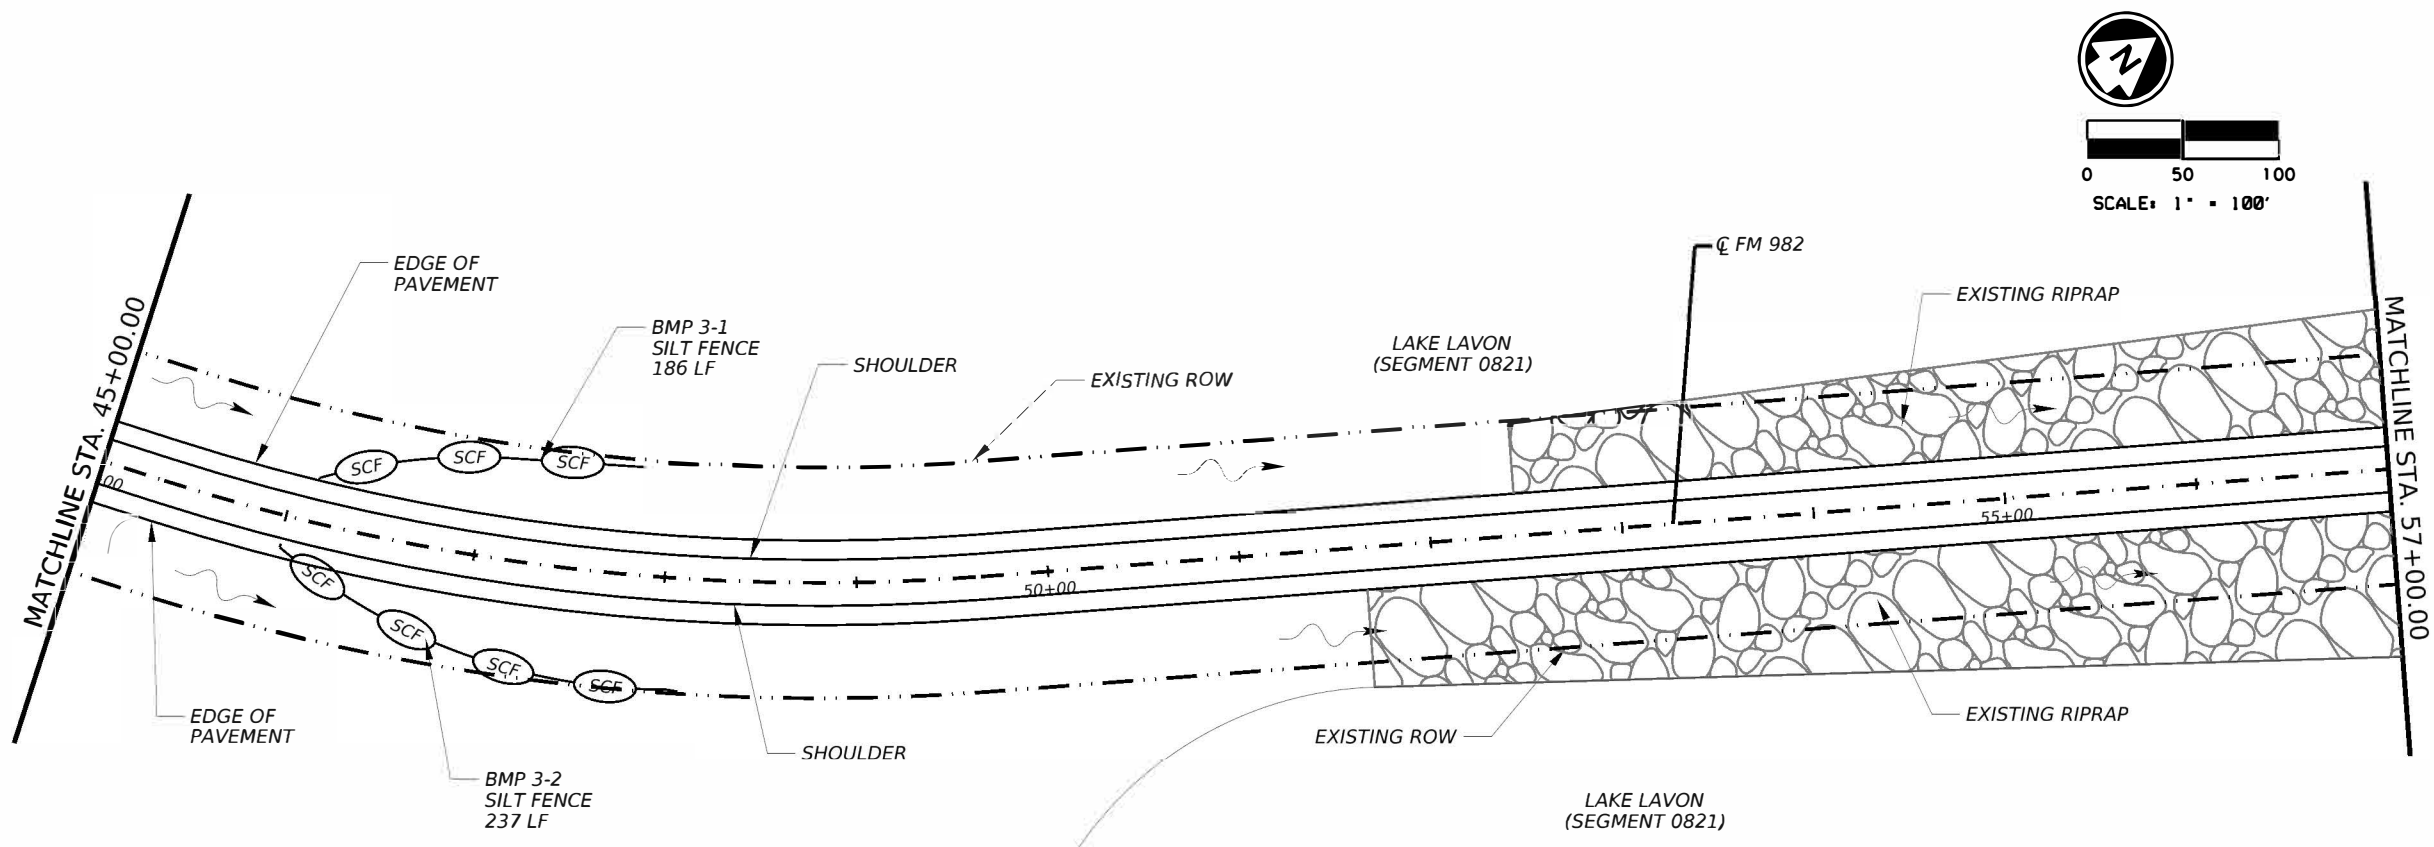 N
0 50 100
SCALE: 1" = 100'
℄ FM 982
EDGE OF
PAVEMENT
BMP 3-1
SILT FENCE
186 LF
SHOULDER
EXISTING ROW
LAKE LAVON
(SEGMENT 0821)
EXISTING RIPRAP
MATCHLINE STA. 45+00.00
MATCHLINE STA. 57+00.00
SCF
SCF
SCF
00
50+00
55+00
SCF
SCF
SCF
SCF
EDGE OF
PAVEMENT
BMP 3-2
SILT FENCE
237 LF
SHOULDER
EXISTING ROW
EXISTING RIPRAP
LAKE LAVON
(SEGMENT 0821)